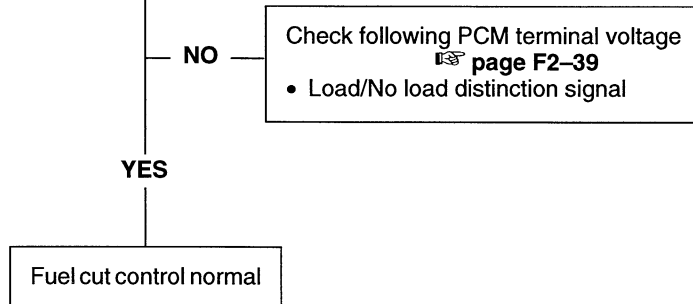 NO
Check following PCM terminal voltage
☞ page F2–39
• Load/No load distinction signal
YES
Fuel cut control normal